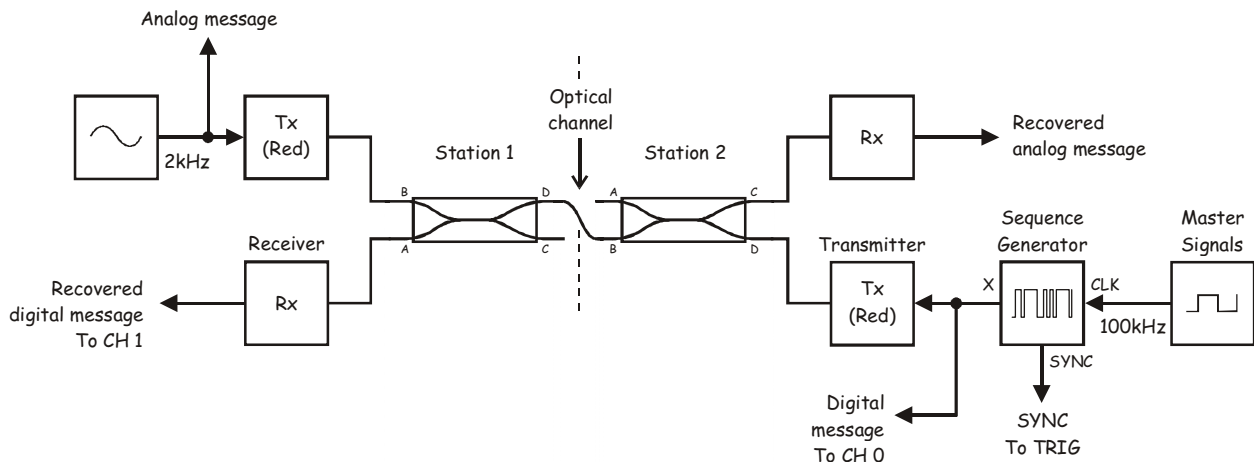 Analog message
Optical
channel
Tx
(Red)
2kHz
Station 1
Station 2
Rx
Recovered
analog message
B
D
A
C
A
C
B
D
Receiver
Rx
Recovered
digital message
To CH 1
Transmitter
Tx
(Red)
Sequence
Generator
Master
Signals
X
CLK
100kHz
SYNC
Digital
message
To CH 0
SYNC
To TRIG